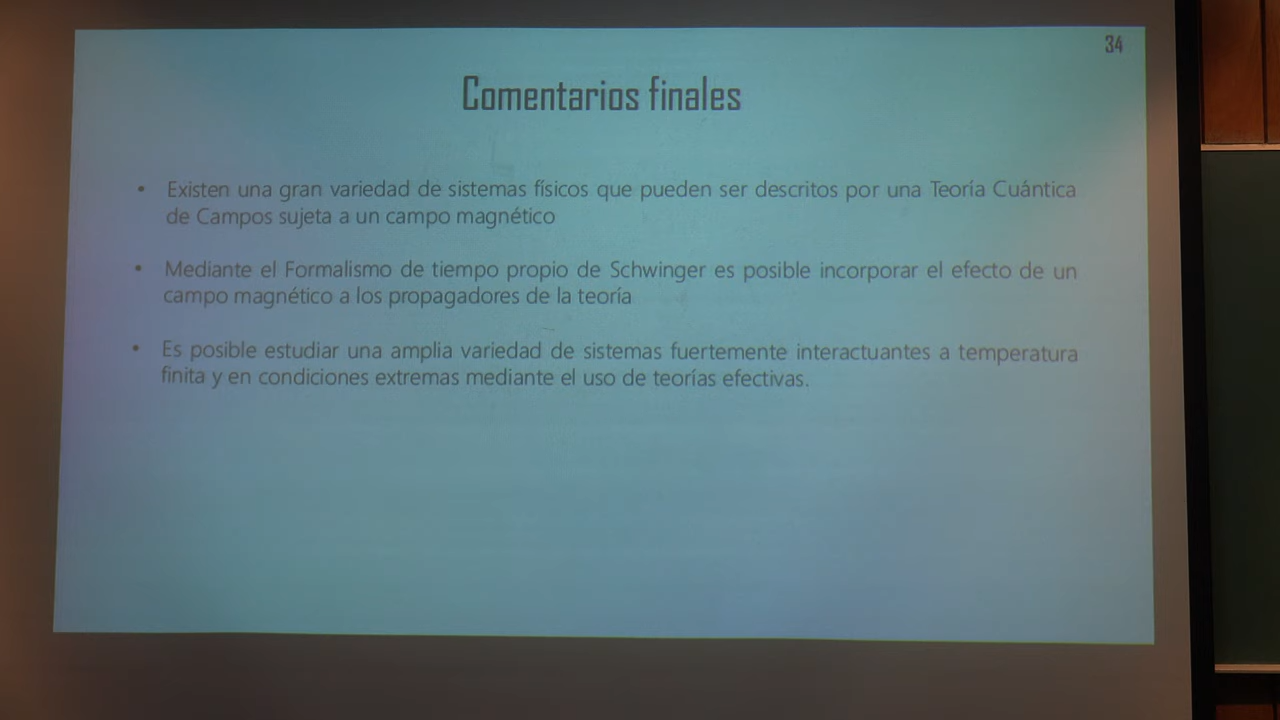 34
Comentarios finales
• Existen una gran variedad de sistemas físicos que pueden ser descritos por una Teoría Cuántica
de Campos sujeta a un campo magnético
• Mediante el Formalismo de tiempo propio de Schwinger es posible incorporar el efecto de un
campo magnético a los propagadores de la teoría
• Es posible estudiar una amplia variedad de sistemas fuertemente interactuantes a temperatura
finita y en condiciones extremas mediante el uso de teorías efectivas.